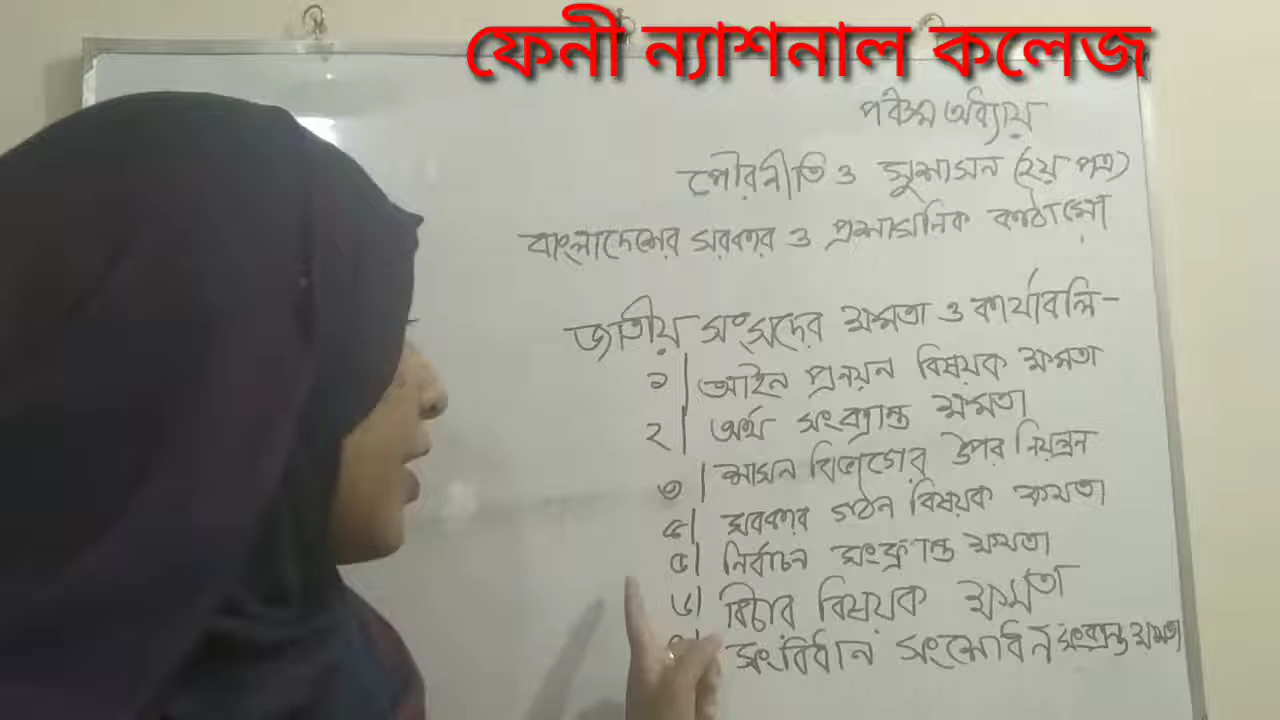 ফেনী ন্যাশনাল কলেজ
পঞ্চম অধ্যায়
পৌরনীতি ও সুশাসন (২য় পত্র)
বাংলাদেশের সরকার ও প্রশাসনিক কাঠামো
জাতীয় সংসদের ক্ষমতা ও কার্যাবলি-
১| আইন প্রনয়ন বিষয়ক ক্ষমতা
২| অর্থ সংক্রান্ত ক্ষমতা
৩| শাসন বিভাগের উপর নিয়ন্ত্রন
৪| সরকার গঠন বিষয়ক ক্ষমতা
৫| নির্বাচন সংক্রান্ত ক্ষমতা
৬| বিচার বিষয়ক ক্ষমতা
সংবিধান সংশোধন সংক্রান্ত ক্ষমতা